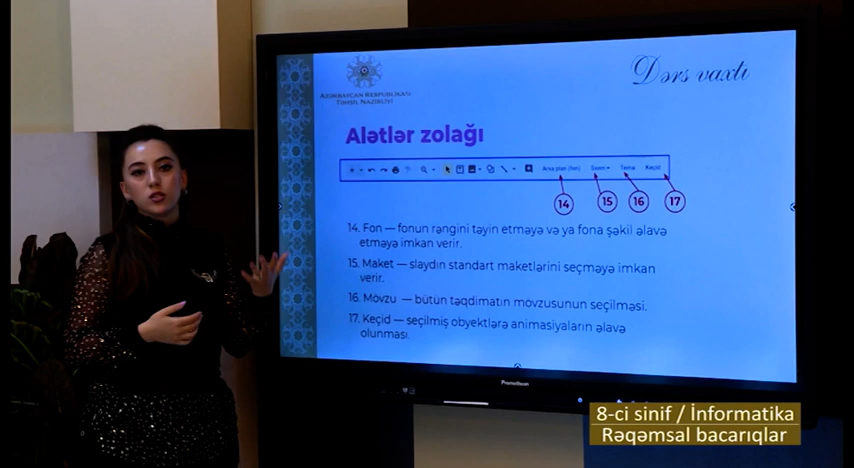 Dərs vaxtı
AZƏRBAYCAN RESPUBLİKASI
TƏHSİL NAZİRLİYİ
Alətlər zolağı
Arxa plan (fon) Sxem Tema Keçid
14 15 16 17
14. Fon — fonun rəngini təyin etməyə və ya fona şəkil əlavə
etməyə imkan verir.
15. Maket — slaydın standart maketlərini seçməyə imkan
verir.
16. Mövzu — bütün təqdimatın mövzusunun seçilməsi.
17. Keçid — seçilmiş obyektlərə animasiyaların əlavə
olunması.
Promethean
8-ci sinif / İnformatika
Rəqəmsal bacarıqlar